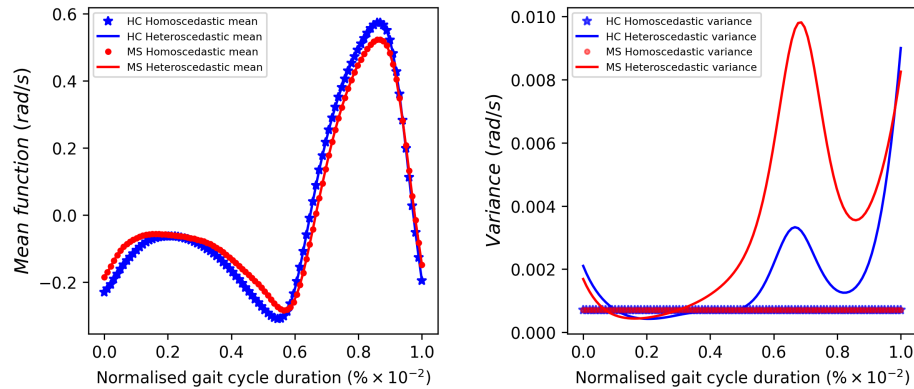 HC Homoscedastic mean
HC Heteroscedastic mean
MS Homoscedastic mean
MS Heteroscedastic mean
Mean function (rad/s)
0.6
0.4
0.2
0.0
−0.2
0.0 0.2 0.4 0.6 0.8 1.0
Normalised gait cycle duration (% × 10⁻²)
HC Homoscedastic variance
HC Heteroscedastic variance
MS Homoscedastic variance
MS Heteroscedastic variance
Variance (rad/s)
0.010
0.008
0.006
0.004
0.002
0.000
0.0 0.2 0.4 0.6 0.8 1.0
Normalised gait cycle duration (% × 10⁻²)